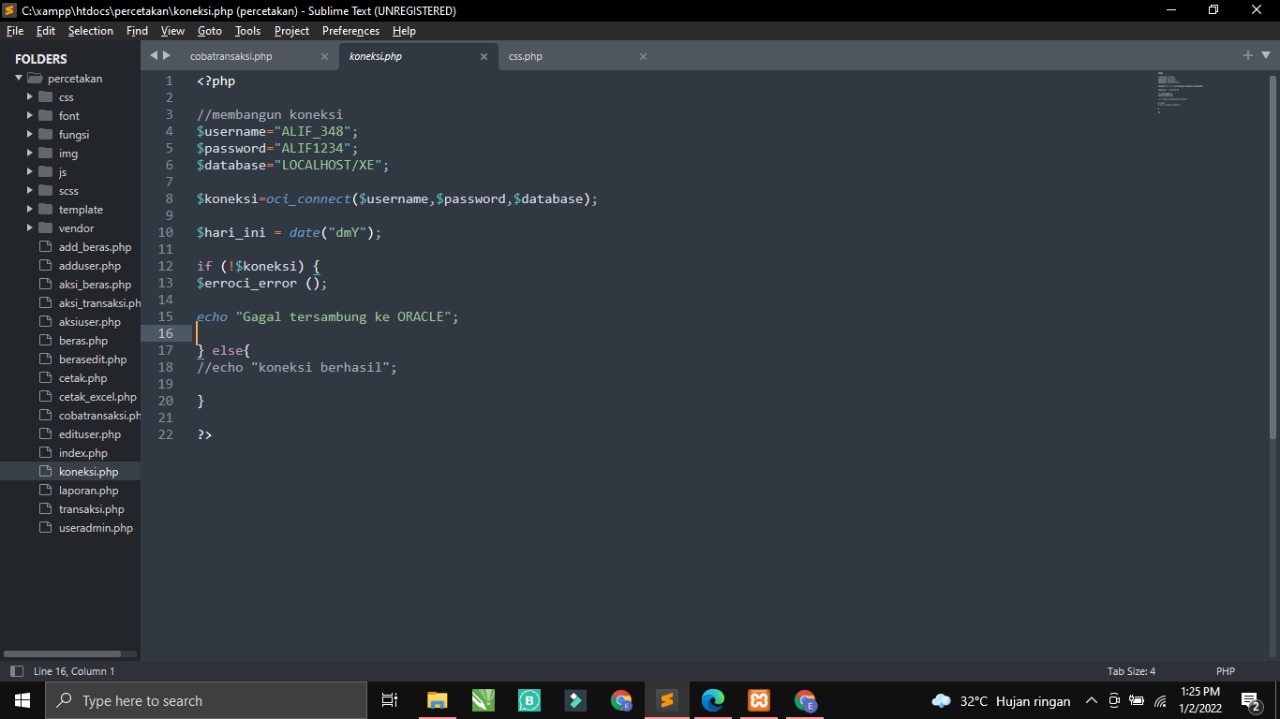 C:\xampp\htdocs\percetakan\koneksi.php (percetakan) - Sublime Text (UNREGISTERED)
File Edit Selection Find View Goto Tools Project Preferences Help
FOLDERS
percetakan
css
font
fungsi
img
js
scss
template
vendor
add_beras.php
adduser.php
aksi_beras.php
aksi_transaksi.ph
aksiuser.php
beras.php
berasedit.php
cetak.php
cetak_excel.php
cobatransaksi.ph
edituser.php
index.php
koneksi.php
laporan.php
transaksi.php
useradmin.php
cobatransaksi.php koneksi.php css.php
1 <?php
2
3 //membangun koneksi
4 $username="ALIF_348";
5 $password="ALIF1234";
6 $database="LOCALHOST/XE";
7
8 $koneksi=oci_connect($username,$password,$database);
9
10 $hari_ini = date("dmY");
11
12 if (!$koneksi) {
13 $erroci_error ();
14
15 echo "Gagal tersambung ke ORACLE";
16
17 } else{
18 //echo "koneksi berhasil";
19
20 }
21
22 ?>
Line 16, Column 1 Tab Size: 4 PHP
Type here to search
32°C Hujan ringan
1:25 PM
1/2/2022
2